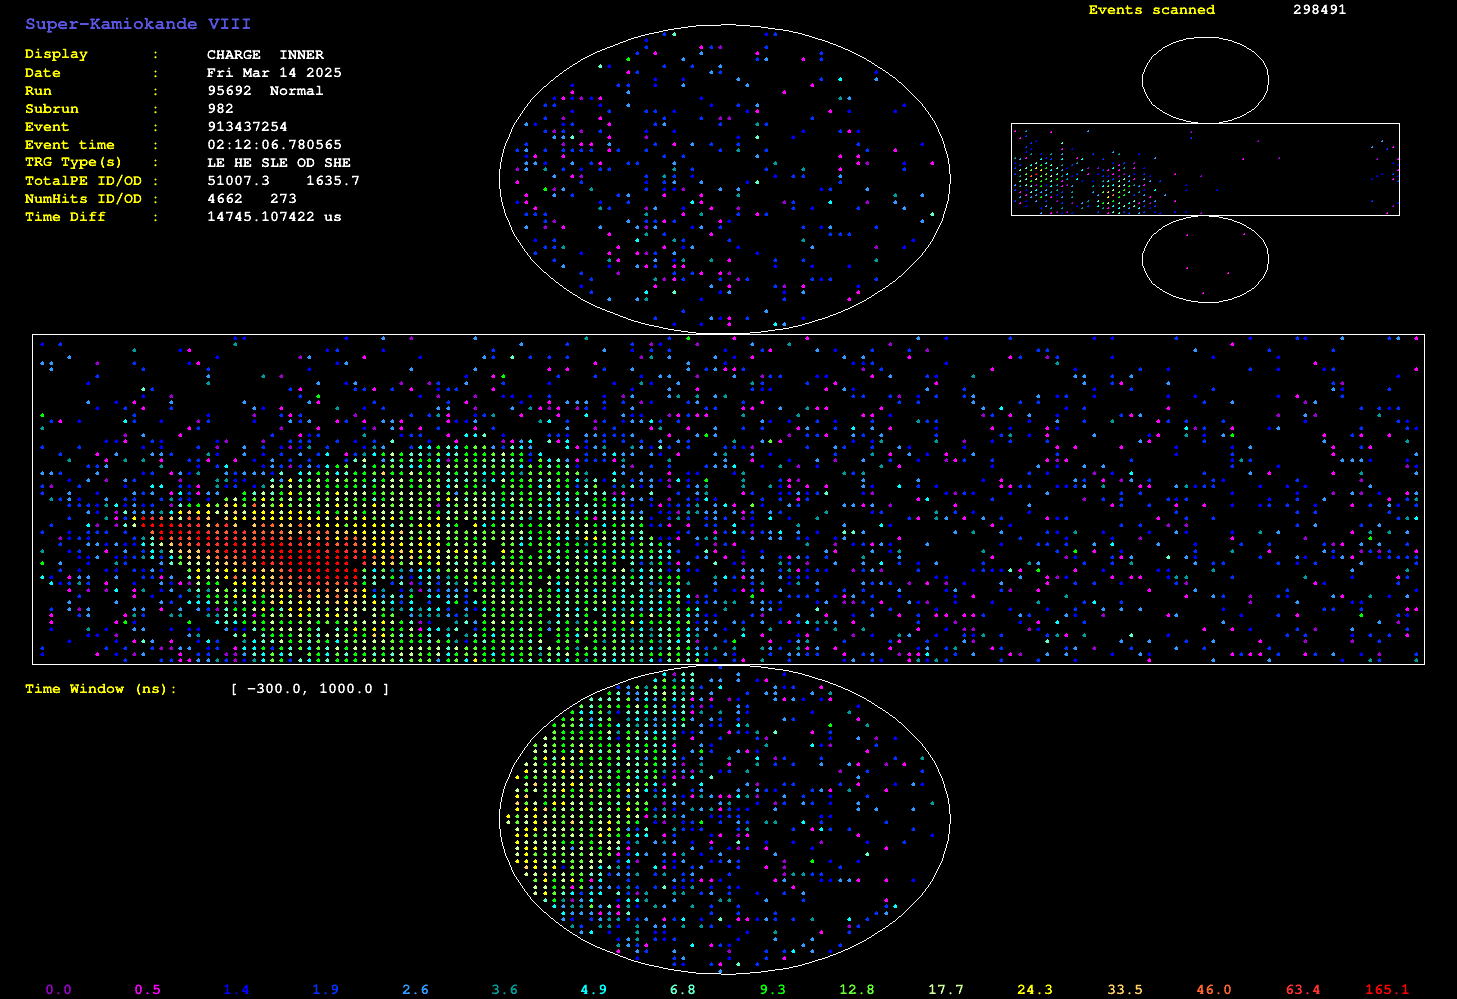 Super-Kamiokande VIII
Events scanned 298491
Display : CHARGE INNER
Date : Fri Mar 14 2025
Run : 95692 Normal
Subrun : 982
Event : 913437254
Event time : 02:12:06.780565
TRG Type(s) : LE HE SLE OD SHE
TotalPE ID/OD : 51007.3 1635.7
NumHits ID/OD : 4662 273
Time Diff : 14745.107422 us
Time Window (ns): [ -300.0, 1000.0 ]
0.0 0.5 1.4 1.9 2.6 3.6 4.9 6.8 9.3 12.8 17.7 24.3 33.5 46.0 63.4 165.1